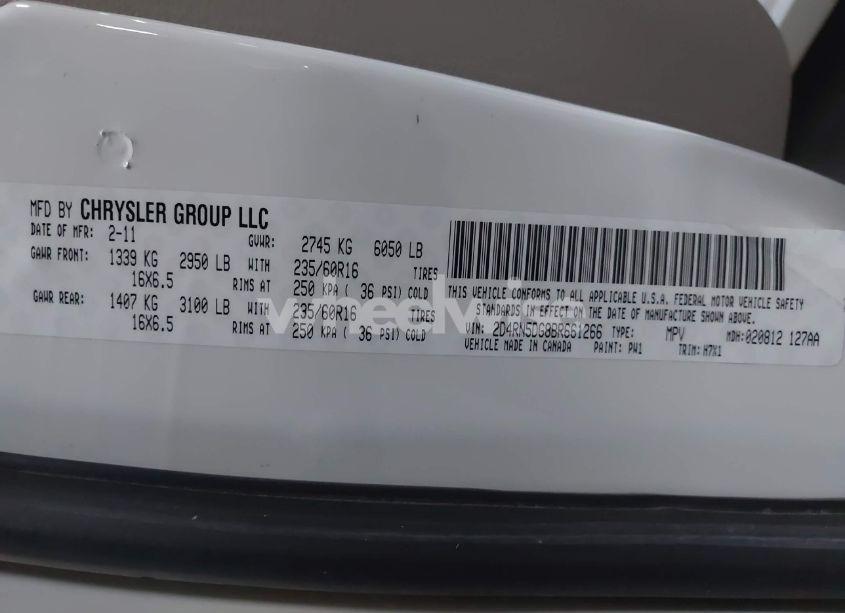 MFD BY CHRYSLER GROUP LLC
DATE OF MFR: 2-11 GVWR: 2745 KG 6050 LB
GAWR FRONT: 1339 KG 2950 LB WITH 235/60R16 TIRES
16X6.5 RIMS AT 250 KPA ( 36 PSI) COLD
GAWR REAR: 1407 KG 3100 LB WITH 235/60R16 TIRES
16X6.5 RIMS AT 250 KPA ( 36 PSI) COLD
THIS VEHICLE CONFORMS TO ALL APPLICABLE U.S.A. FEDERAL MOTOR VEHICLE SAFETY
STANDARDS IN EFFECT ON THE DATE OF MANUFACTURE SHOWN ABOVE.
VIN: 2D4RN5DG8BR661266 TYPE: MPV MDH:020812 127AA
VEHICLE MADE IN CANADA PAINT: PW1 TRIM: H7X1